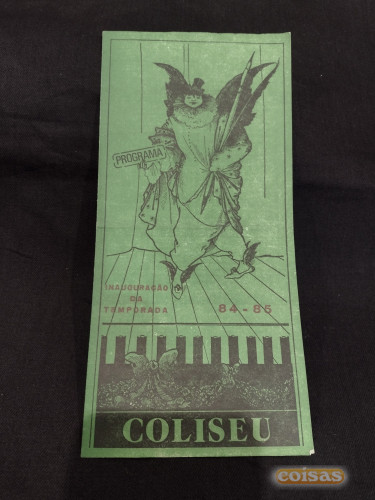 PROGRAMA
INAUGURAÇÃO
DA
TEMPORADA
84-85
COLISEU
coisas